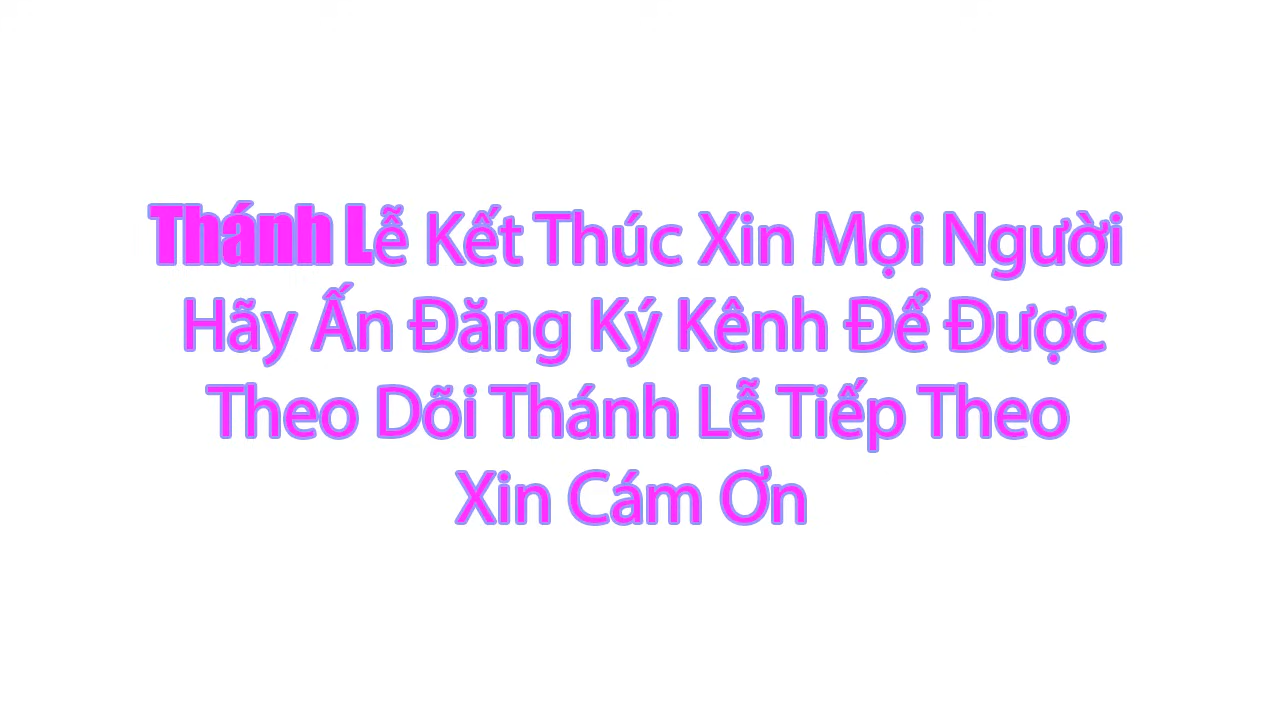 Thánh Lễ Kết Thúc Xin Mọi Người
Hãy Ấn Đăng Ký Kênh Để Được
Theo Dõi Thánh Lễ Tiếp Theo
Xin Cám Ơn